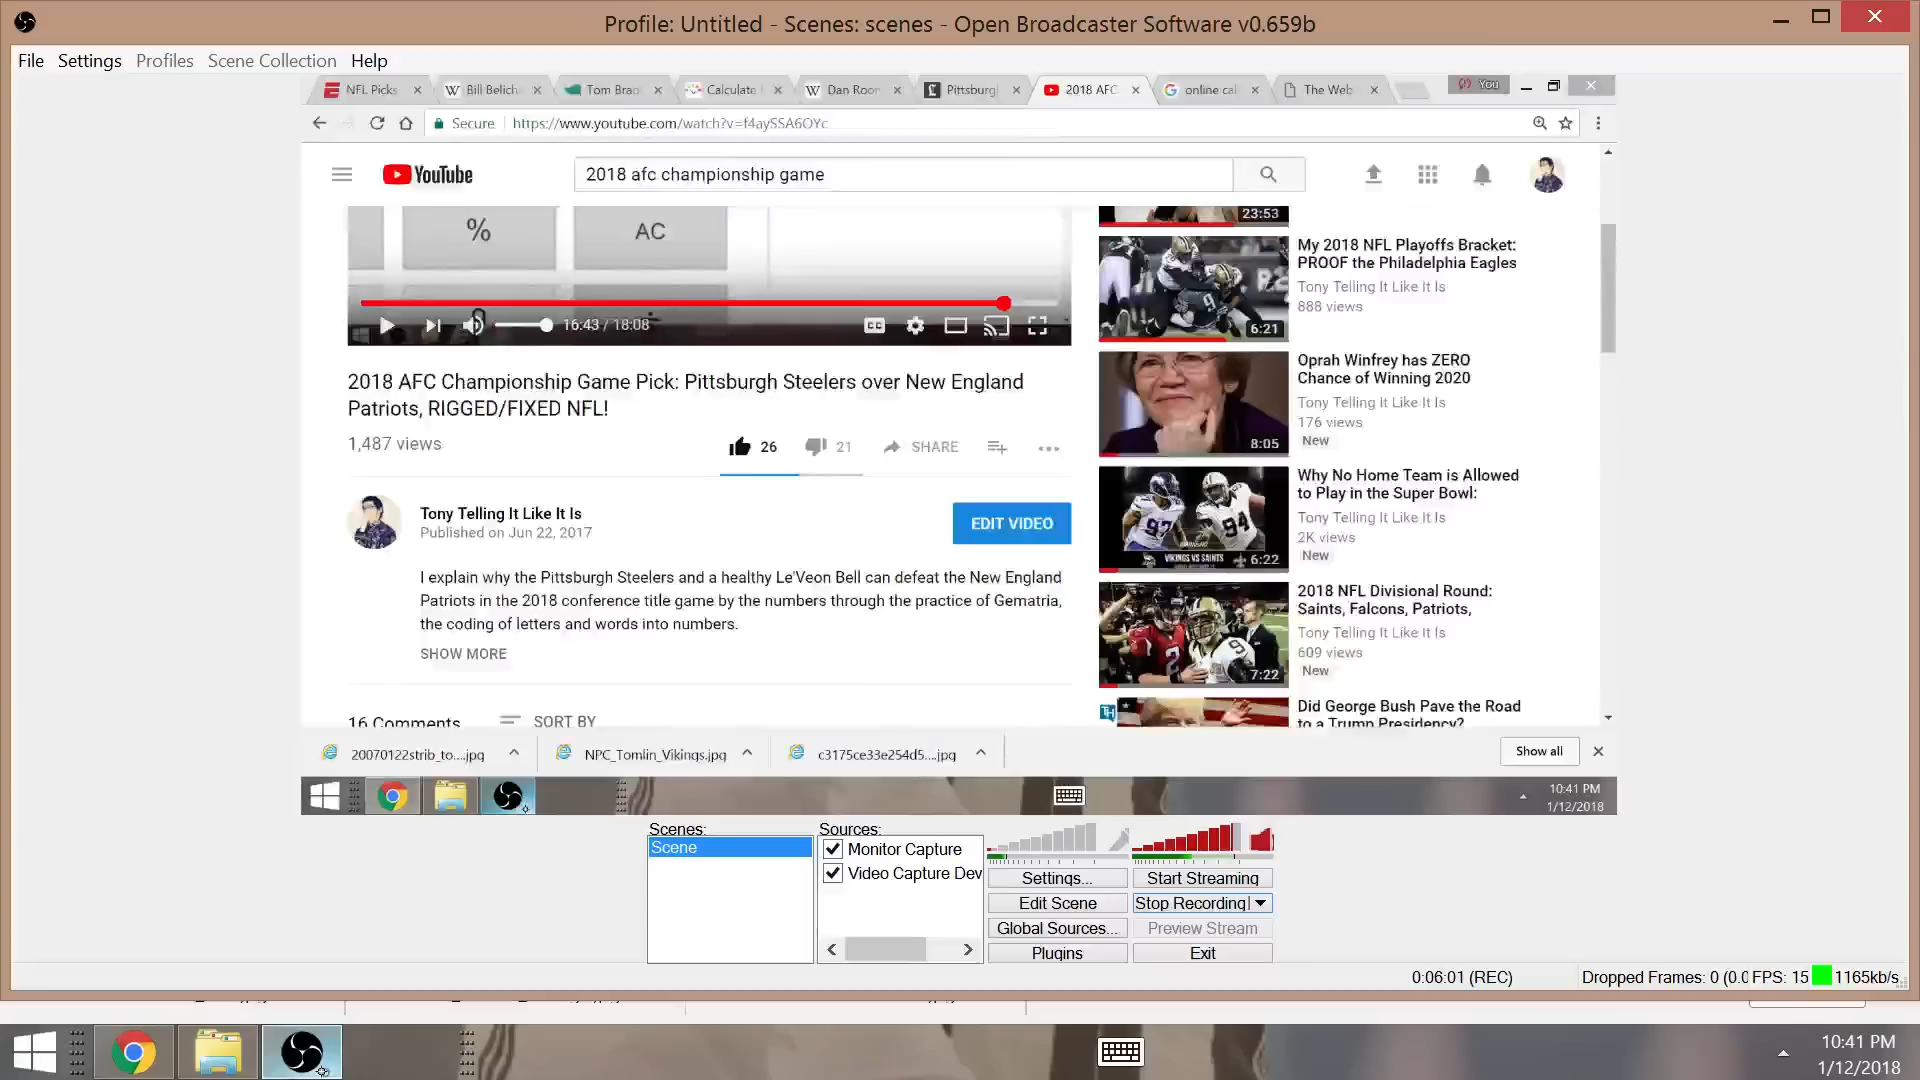 Profile: Untitled - Scenes: scenes - Open Broadcaster Software v0.659b
File Settings Profiles Scene Collection Help
NFL Picks
Bill Belich
Tom Brad
Calculate
Dan Roon
Pittsburg
2018 AFC
online cal
The Web
You
Secure https://www.youtube.com/watch?v=f4aySSA6OYc
YouTube
2018 afc championship game
% AC
16:43 / 18:08
CC
2018 AFC Championship Game Pick: Pittsburgh Steelers over New England
Patriots, RIGGED/FIXED NFL!
1,487 views
26 21 SHARE
Tony Telling It Like It Is
Published on Jun 22, 2017
EDIT VIDEO
I explain why the Pittsburgh Steelers and a healthy Le'Veon Bell can defeat the New England
Patriots in the 2018 conference title game by the numbers through the practice of Gematria,
the coding of letters and words into numbers.
SHOW MORE
16 Comments SORT BY
23:53
My 2018 NFL Playoffs Bracket:
PROOF the Philadelphia Eagles
Tony Telling It Like It Is
888 views
6:21
Oprah Winfrey has ZERO
Chance of Winning 2020
Tony Telling It Like It Is
176 views
New
8:05
Why No Home Team is Allowed
to Play in the Super Bowl:
Tony Telling It Like It Is
2K views
New
VIKINGS VS SAINTS
6:22
2018 NFL Divisional Round:
Saints, Falcons, Patriots,
Tony Telling It Like It Is
609 views
New
7:22
Did George Bush Pave the Road
to a Trump Presidency?
20070122strib_to....jpg
NPC_Tomlin_Vikings.jpg
c3175ce33e254d5....jpg
Show all
10:41 PM
1/12/2018
Scenes:
Scene
Sources:
Monitor Capture
Video Capture Dev
Settings...
Start Streaming
Edit Scene
Stop Recording
Global Sources...
Preview Stream
Plugins
Exit
0:06:01 (REC)
Dropped Frames: 0 (0.0 FPS: 15 1165kb/s
10:41 PM
1/12/2018